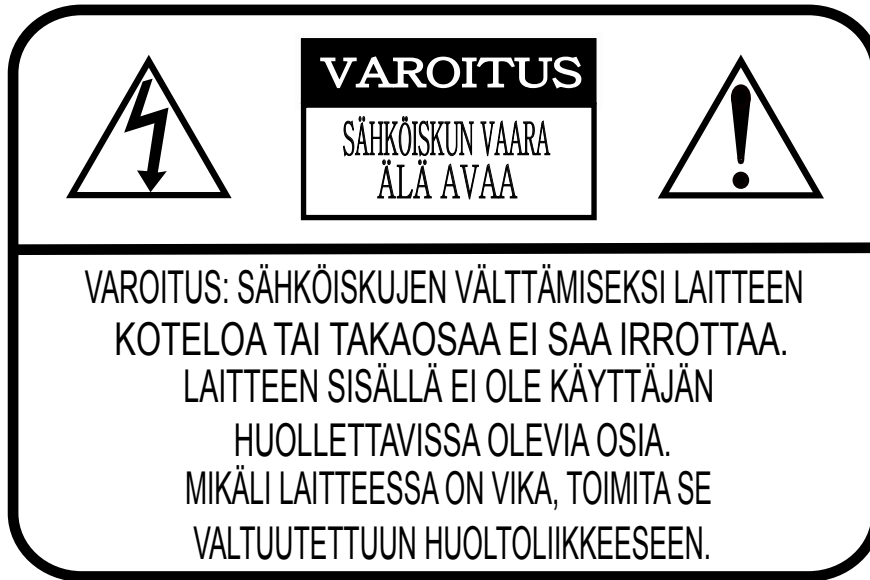 VAROITUS
SÄHKÖISKUN VAARA
ÄLÄ AVAA
VAROITUS: SÄHKÖISKUJEN VÄLTTÄMISEKSI LAITTEEN
KOTELOA TAI TAKAOSAA EI SAA IRROTTAA.
LAITTEEN SISÄLLÄ EI OLE KÄYTTÄJÄN
HUOLLETTAVISSA OLEVIA OSIA.
MIKÄLI LAITTEESSA ON VIKA, TOIMITA SE
VALTUUTETTUUN HUOLTOLIIKKEESEEN.